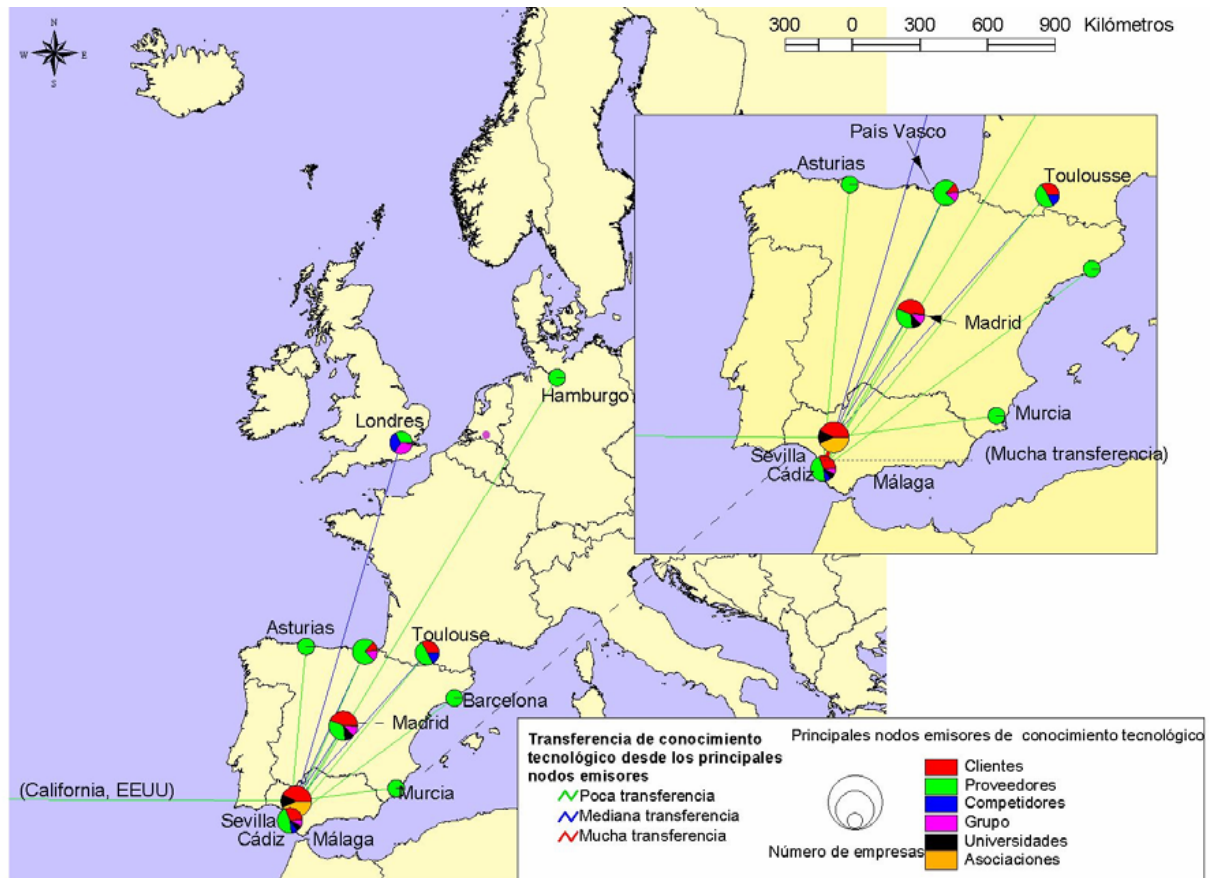 N
W E
S
300 0 300 600 900 Kilómetros
País Vasco
Asturias
Toulousse
Madrid
Murcia
(Mucha transferencia)
Sevilla
Cádiz
Málaga
Hamburgo
Londres
Asturias
Toulouse
Barcelona
Madrid
(California, EEUU)
Murcia
Sevilla
Cádiz
Málaga
Transferencia de conocimiento
tecnológico desde los principales
nodos emisores
Poca transferencia
Mediana transferencia
Mucha transferencia
Principales nodos emisores de conocimiento tecnológico
Número de empresas
Clientes
Proveedores
Competidores
Grupo
Universidades
Asociaciones